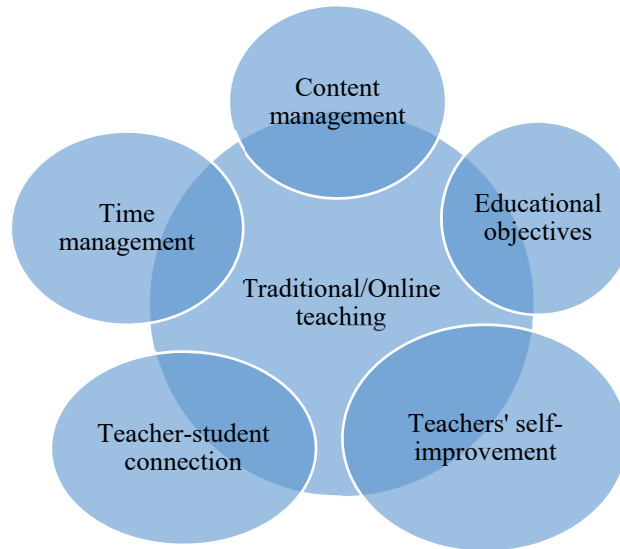 Content
management
Time
management
Educational
objectives
Traditional/Online
teaching
Teacher-student
connection
Teachers' self-
improvement